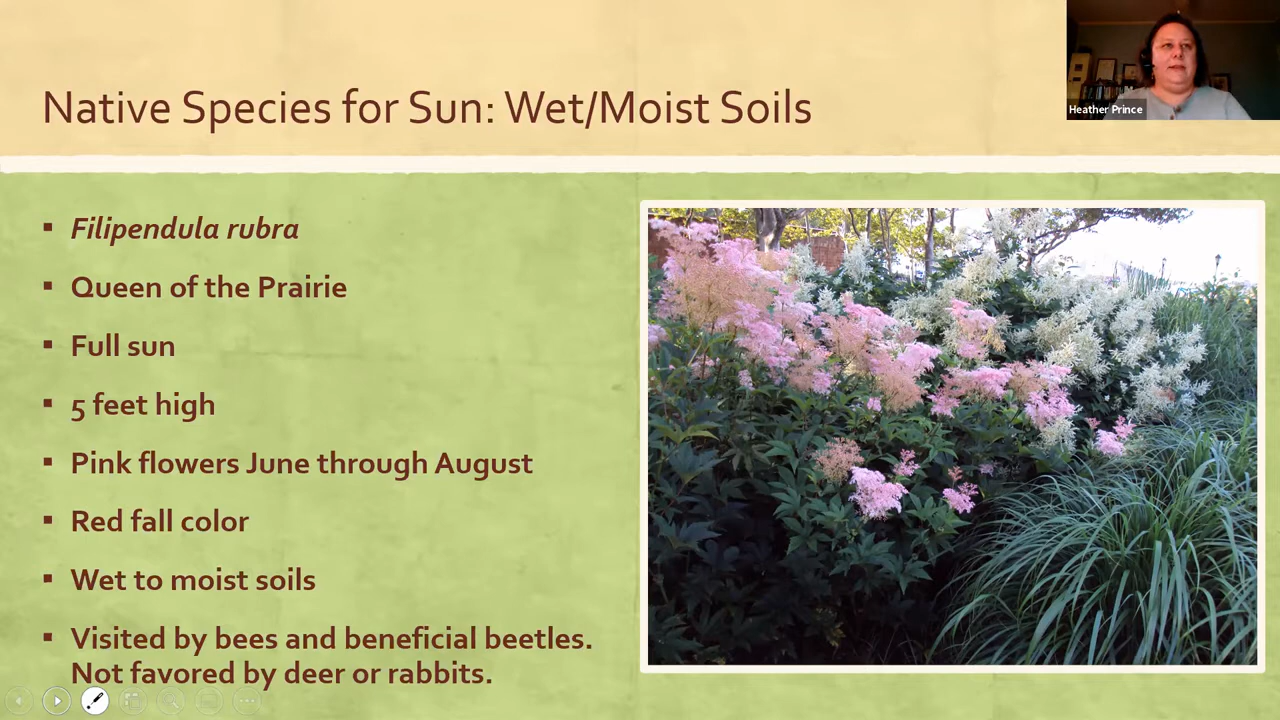 Heather Prince
Native Species for Sun: Wet/Moist Soils
Filipendula rubra
Queen of the Prairie
Full sun
5 feet high
Pink flowers June through August
Red fall color
Wet to moist soils
Visited by bees and beneficial beetles.
Not favored by deer or rabbits.